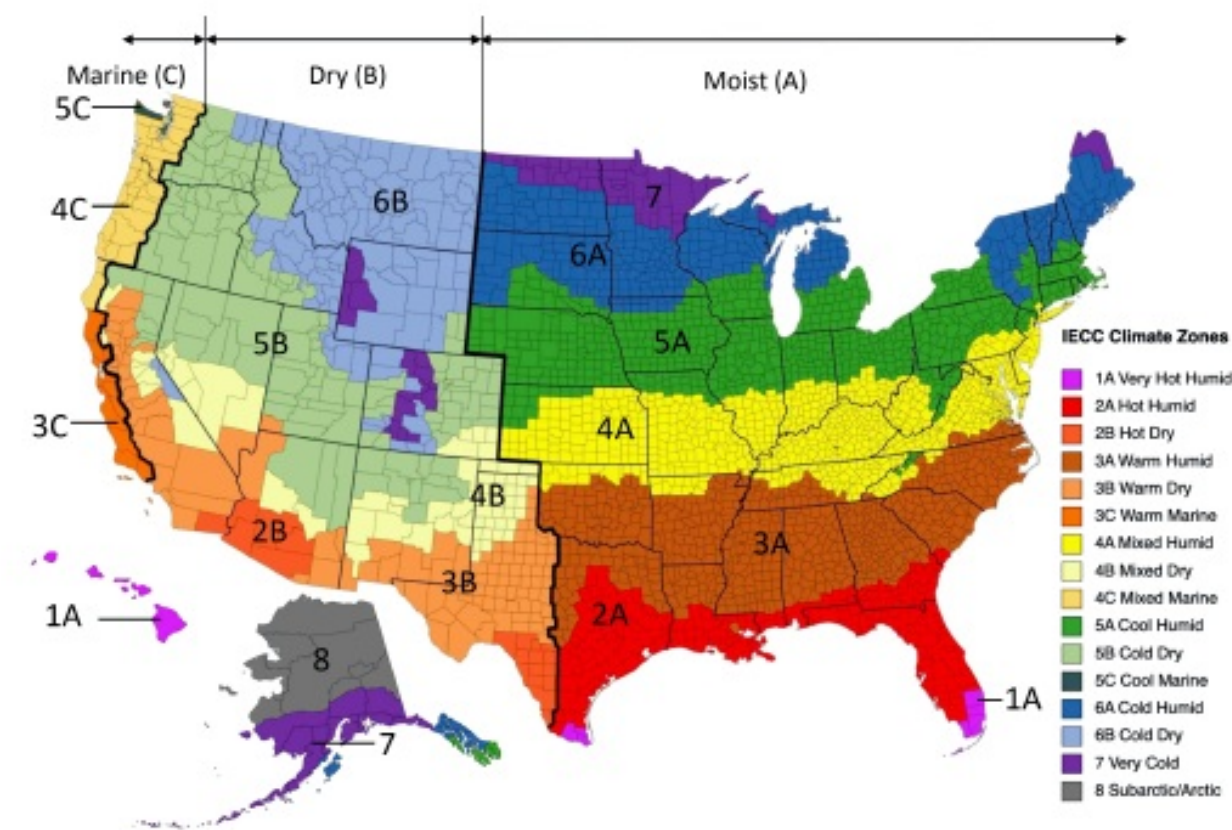 Marine (C)
Dry (B)
Moist (A)
5C
4C
6B
7
6A
5B
5A
3C
4A
4B
2B
3A
3B
1A
2A
8
1A
7
IECC Climate Zones
1A Very Hot Humid
2A Hot Humid
2B Hot Dry
3A Warm Humid
3B Warm Dry
3C Warm Marine
4A Mixed Humid
4B Mixed Dry
4C Mixed Marine
5A Cool Humid
5B Cold Dry
5C Cool Marine
6A Cold Humid
6B Cold Dry
7 Very Cold
8 Subarctic/Arctic